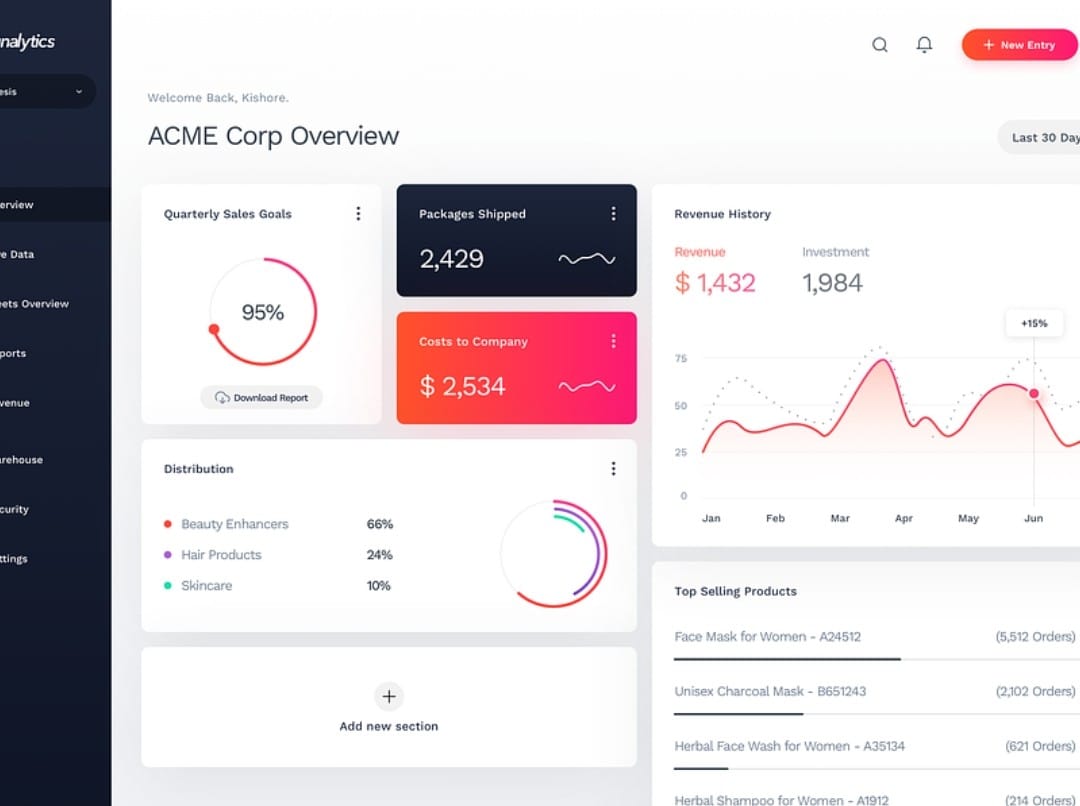 nalytics
esis
erview
e Data
eets Overview
ports
venue
arehouse
curity
ttings
New Entry
Welcome Back, Kishore.
ACME Corp Overview
Last 30 Day
Quarterly Sales Goals
95%
Download Report
Packages Shipped
2,429
Costs to Company
$ 2,534
Revenue History
Revenue
$ 1,432
Investment
1,984
+15%
75
50
25
0
Jan Feb Mar Apr May Jun
Distribution
Beauty Enhancers 66%
Hair Products 24%
Skincare 10%
Add new section
Top Selling Products
Face Mask for Women - A24512 (5,512 Orders)
Unisex Charcoal Mask - B651243 (2,102 Orders)
Herbal Face Wash for Women - A35134 (621 Orders)
Herbal Shampoo for Women - A1912 (214 Orders)